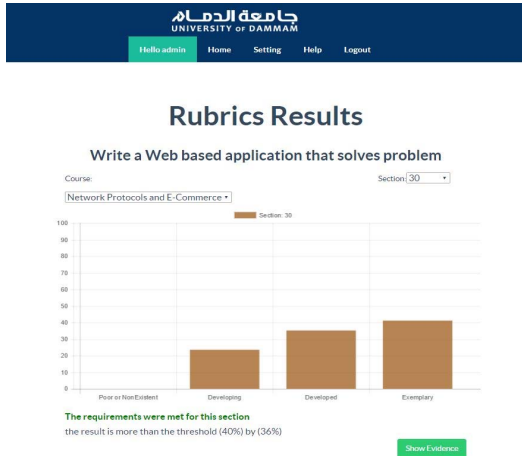 جامعة الدمام
UNIVERSITY OF DAMMAM
Hello admin Home Setting Help Logout
Rubrics Results
Write a Web based application that solves problem
Course: Section: 30
Network Protocols and E-Commerce
Section: 30
100
90
80
70
60
50
40
30
20
10
0
Poor or NonExistent Developing Developed Exemplary
The requirements were met for this section
the result is more than the threshold (40%) by (36%)
Show Evidence